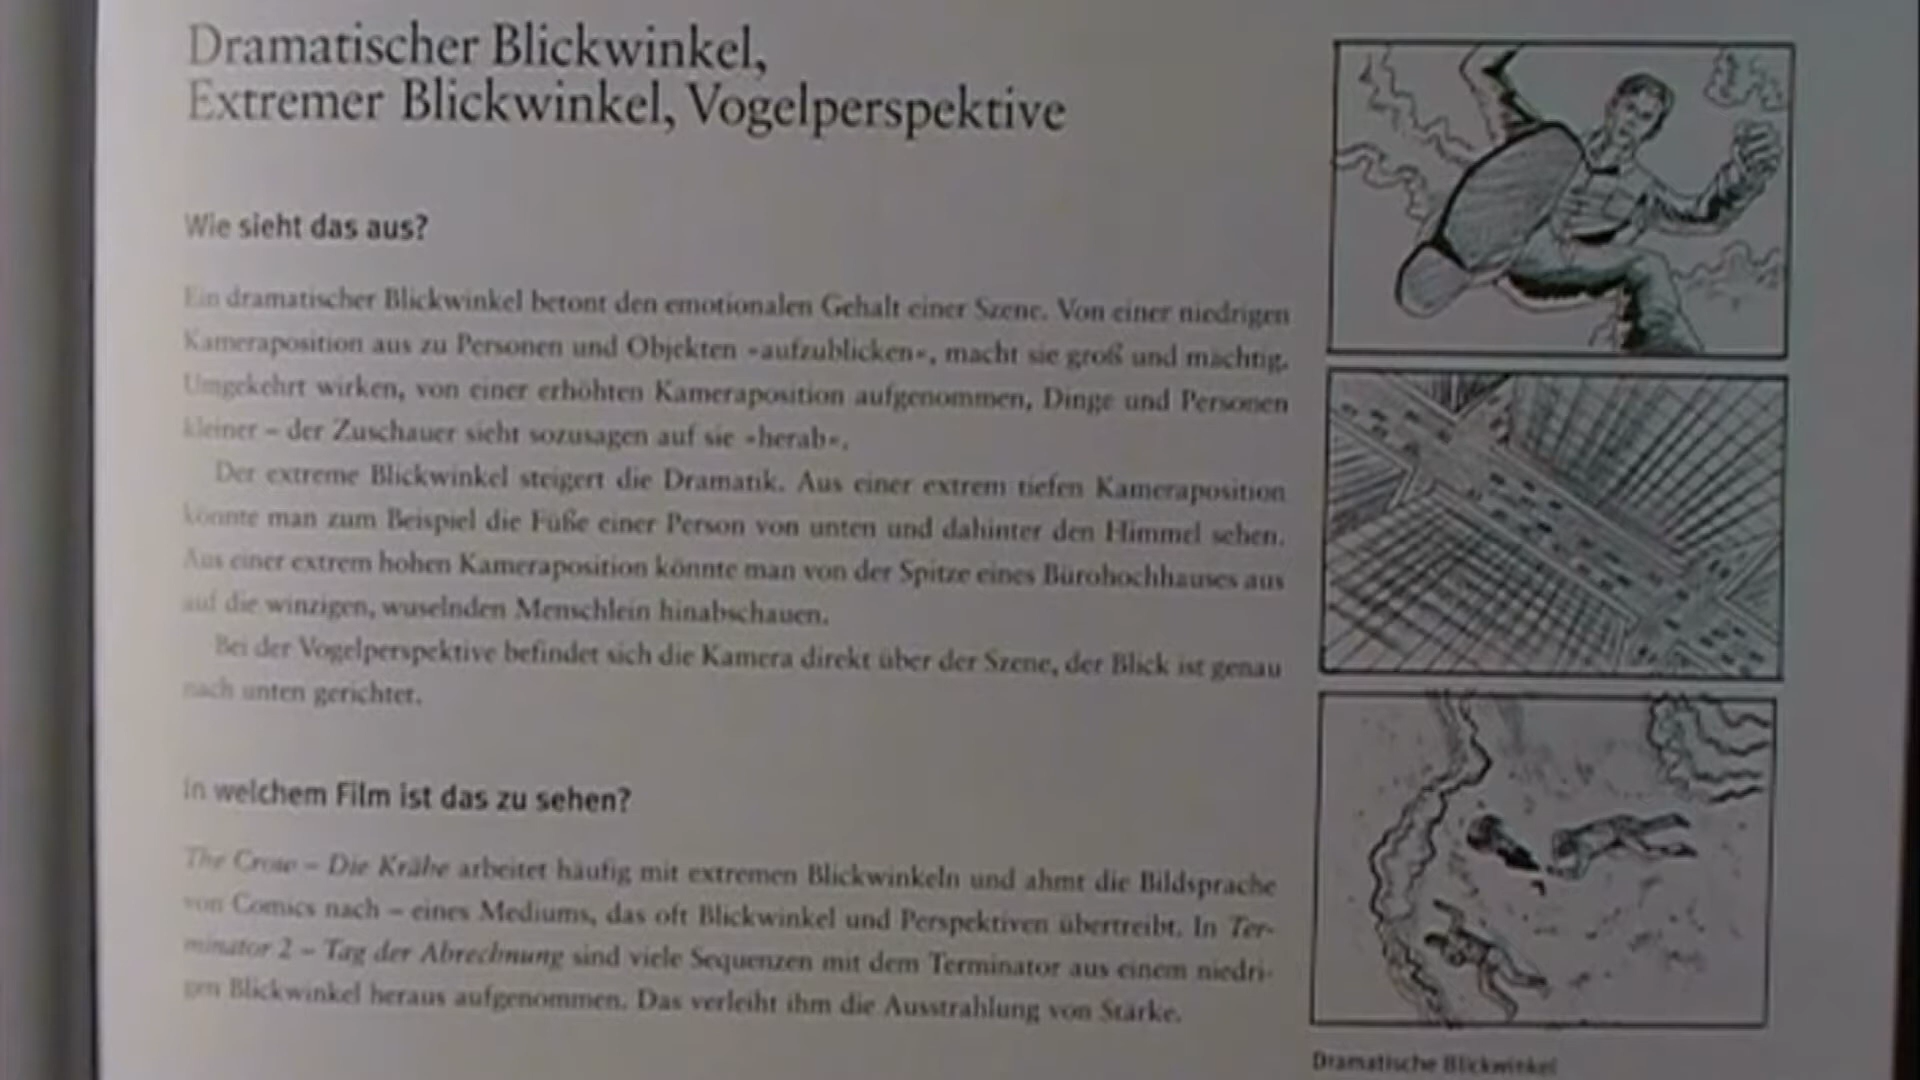 Dramatischer Blickwinkel,
Extremer Blickwinkel, Vogelperspektive
Wie sieht das aus?
Ein dramatischer Blickwinkel betont den emotionalen Gehalt einer Szene. Von einer niedrigen
Kameraposition aus zu Personen und Objekten »aufzublicken«, macht sie groß und mächtig.
Umgekehrt wirken, von einer erhöhten Kameraposition aufgenommen, Dinge und Personen
kleiner – der Zuschauer sieht sozusagen auf sie »herab«.
Der extreme Blickwinkel steigert die Dramatik. Aus einer extrem tiefen Kameraposition
könnte man zum Beispiel die Füße einer Person von unten und dahinter den Himmel sehen.
Aus einer extrem hohen Kameraposition könnte man von der Spitze eines Bürohochhauses aus
auf die winzigen, wuselnden Menschlein hinabschauen.
Bei der Vogelperspektive befindet sich die Kamera direkt über der Szene, der Blick ist genau
nach unten gerichtet.
In welchem Film ist das zu sehen?
The Crow – Die Krähe arbeitet häufig mit extremen Blickwinkeln und ahmt die Bildsprache
von Comics nach – eines Mediums, das oft Blickwinkel und Perspektiven übertreibt. In Ter-
minator 2 – Tag der Abrechnung sind viele Sequenzen mit dem Terminator aus einem niedri-
gen Blickwinkel heraus aufgenommen. Das verleiht ihm die Ausstrahlung von Stärke.
Dramatische Blickwinkel